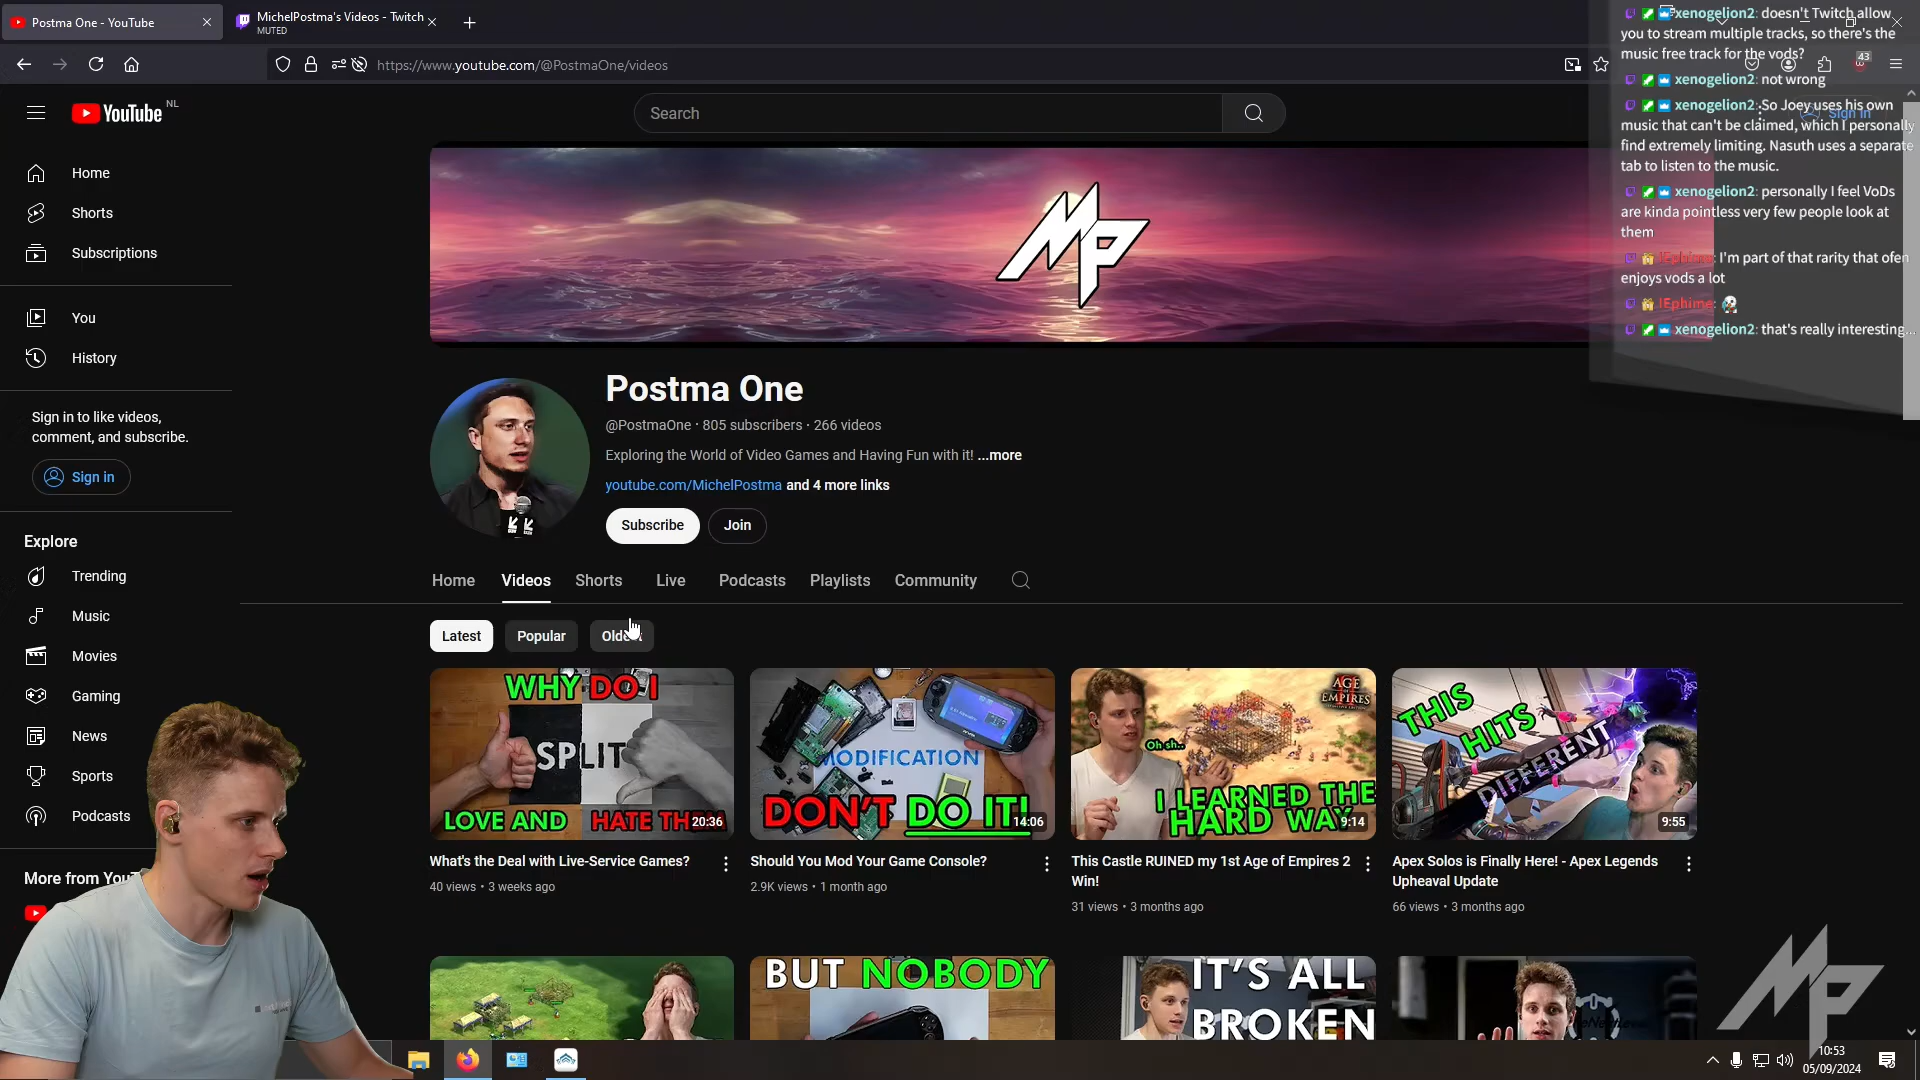 Postma One - YouTube
MichelPostma's Videos - Twitch
MUTED
https://www.youtube.com/@PostmaOne/videos
43
YouTube NL
Search
Sign in
xenogelion2: doesn't Twitch allow
you to stream multiple tracks, so there's the
music free track for the vods?
xenogelion2: not wrong
xenogelion2: So Joey uses his own
music that can't be claimed, which I personally
find extremely limiting. Nasuth uses a separate
tab to listen to the music.
xenogelion2: personally I feel VoDs
are kinda pointless very few people look at
them
IEphime: I'm part of that rarity that ofen
enjoys vods a lot
IEphime:
xenogelion2: that's really interesting...
Home
Shorts
Subscriptions
You
History
Sign in to like videos,
comment, and subscribe.
Sign in
Explore
Trending
Music
Movies
Gaming
News
Sports
Podcasts
More from
MP
Postma One
@PostmaOne · 805 subscribers · 266 videos
Exploring the World of Video Games and Having Fun with it! ...more
youtube.com/MichelPostma and 4 more links
Subscribe
Join
Home
Videos
Shorts
Live
Podcasts
Playlists
Community
Latest
Popular
WHY DO I
SPLIT
LOVE AND HATE
20:36
What's the Deal with Live-Service Games?
40 views • 3 weeks ago
MODIFICATION
DON'T DO IT!
14:06
Should You Mod Your Game Console?
2.9K views • 1 month ago
AGE
OF
EMPIRES
Oh sh..
I LEARNED THE
HARD
9:14
This Castle RUINED my 1st Age of Empires 2
Win!
31 views • 3 months ago
THIS
HITS
DIFFERENT
9:55
Apex Solos is Finally Here! - Apex Legends
Upheaval Update
66 views • 3 months ago
BUT NOBODY
IT'S ALL
BROKEN
MP
10:53
05/09/2024